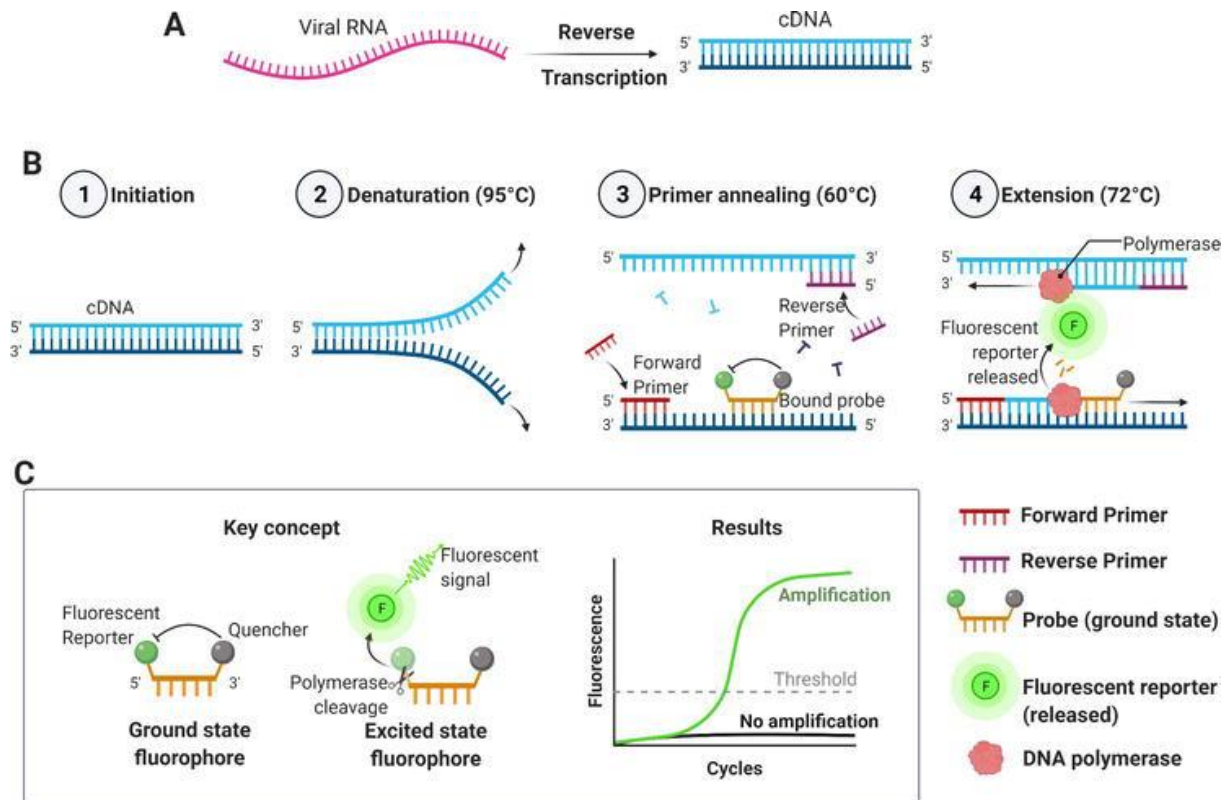 A
Viral RNA
Reverse
Transcription
cDNA
5' 3'
3' 5'
B
1 Initiation
cDNA
5' 3'
3' 5'
2 Denaturation (95°C)
5'
3'
3 Primer annealing (60°C)
5' 3'
5'
Reverse
Primer
Forward
Primer
Bound probe
5'
3' 5'
4 Extension (72°C)
Polymerase
5'
3'
F
Fluorescent
reporter
released
5'
3'
C
Key concept
Fluorescent
signal
F
Fluorescent
Reporter
Quencher
5' 3'
Polymerase
cleavage
Ground state
fluorophore
Excited state
fluorophore
Results
Fluorescence
Amplification
Threshold
No amplification
Cycles
Forward Primer
Reverse Primer
Probe (ground state)
F
Fluorescent reporter
(released)
DNA polymerase